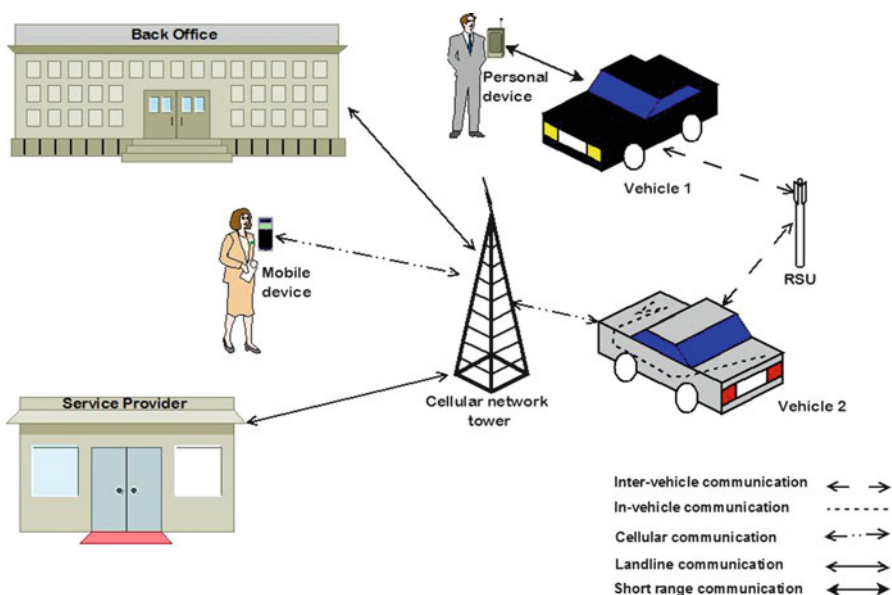 Back Office
Personal
device
Vehicle 1
RSU
Mobile
device
Cellular network
tower
Vehicle 2
Service Provider
Inter-vehicle communication
In-vehicle communication
Cellular communication
Landline communication
Short range communication